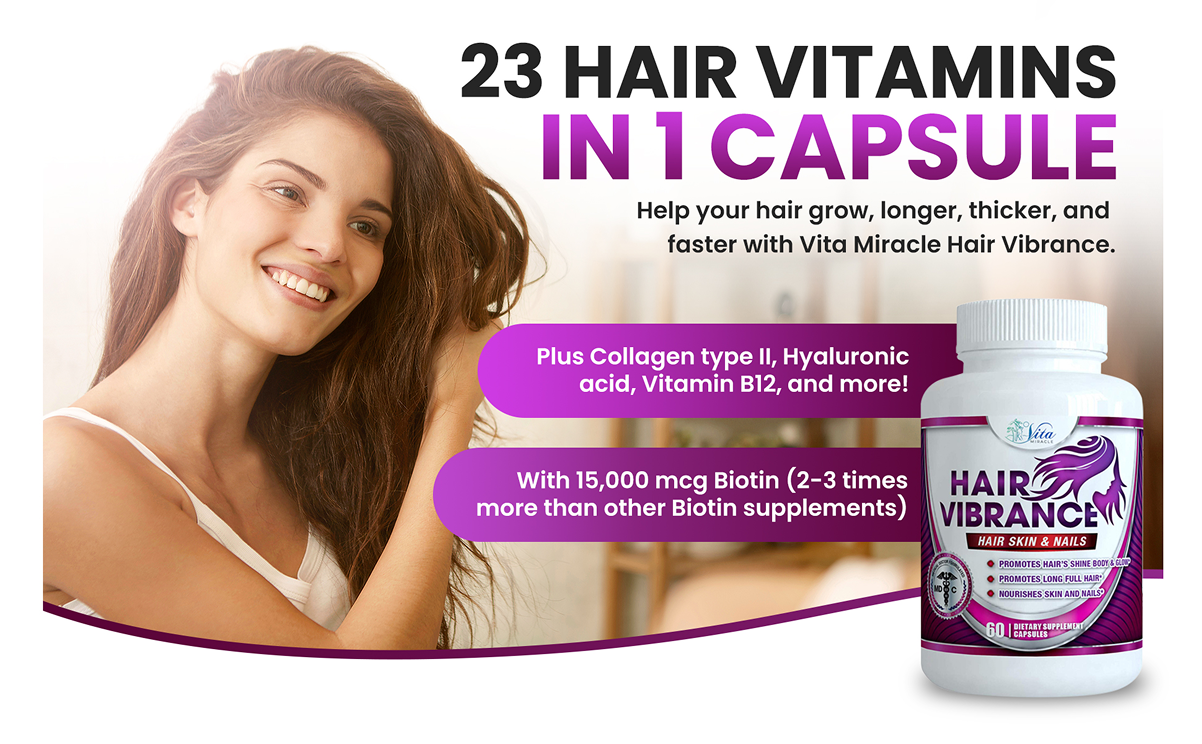 23 HAIR VITAMINS
IN 1 CAPSULE
Help your hair grow, longer, thicker, and
faster with Vita Miracle Hair Vibrance.
Plus Collagen type II, Hyaluronic
acid, Vitamin B12, and more!
With 15,000 mcg Biotin (2-3 times
more than other Biotin supplements)
Vita
MIRACLE
HAIR
VIBRANCE
HAIR SKIN & NAILS
PROMOTES HAIR'S SHINE BODY & GLOW*
PROMOTES LONG FULL HAIR*
NOURISHES SKIN AND NAILS*
MD C
60 DIETARY SUPPLEMENT
CAPSULES